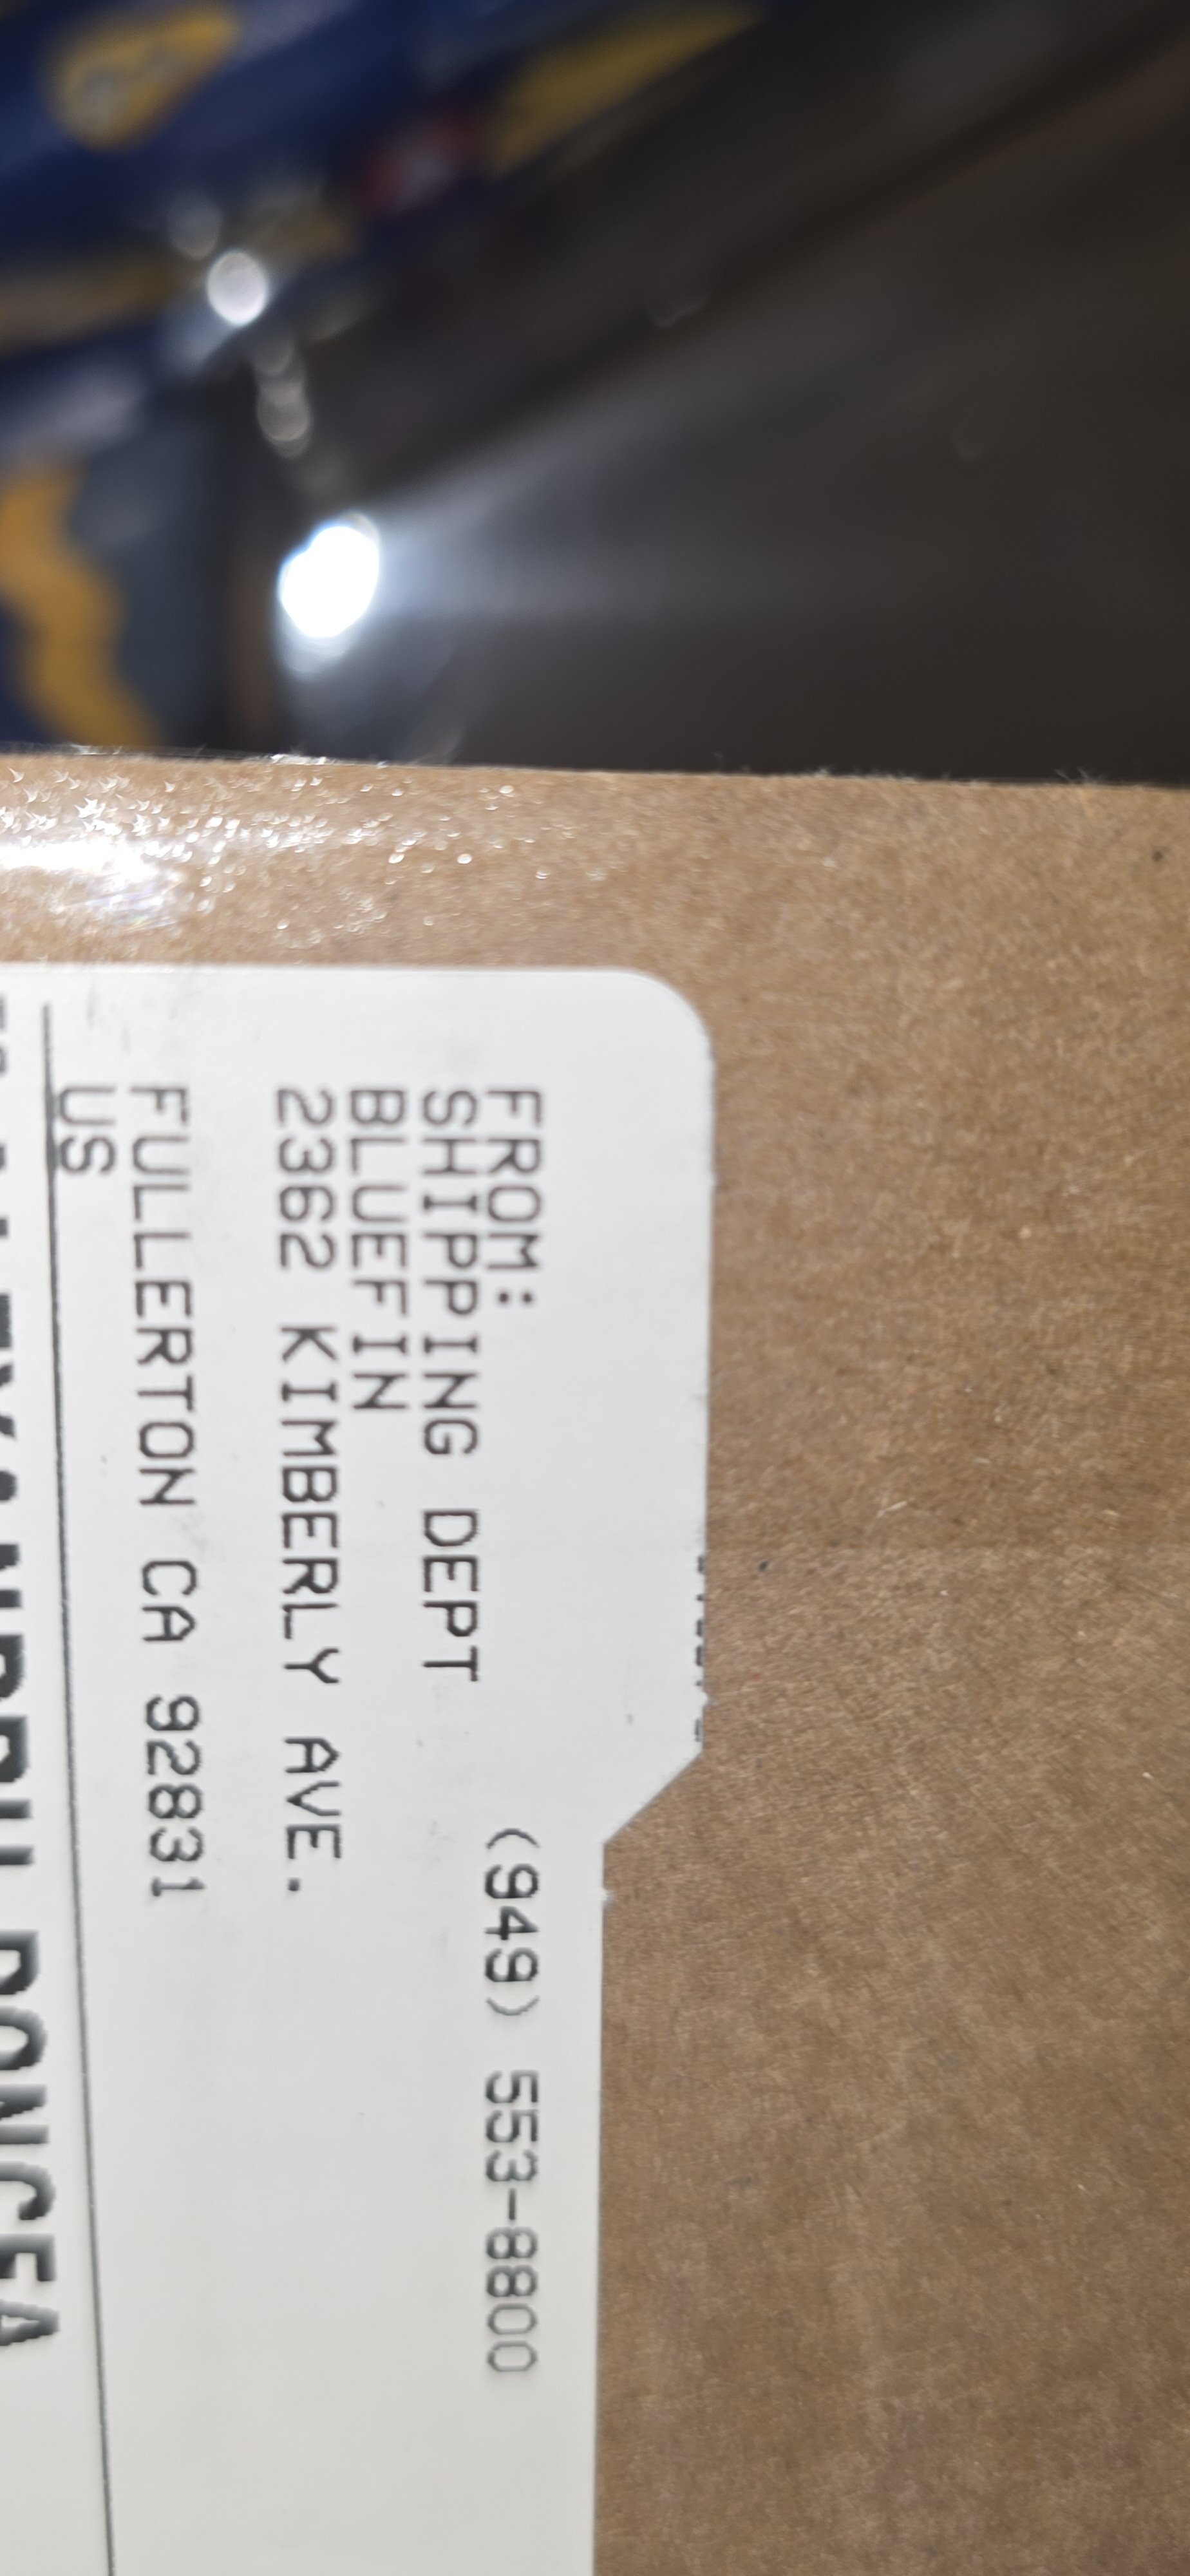 FROM:
SHIPPING DEPT (949) 553-8800
BLUEFIN
2362 KIMBERLY AVE.
FULLERTON CA 92831
US